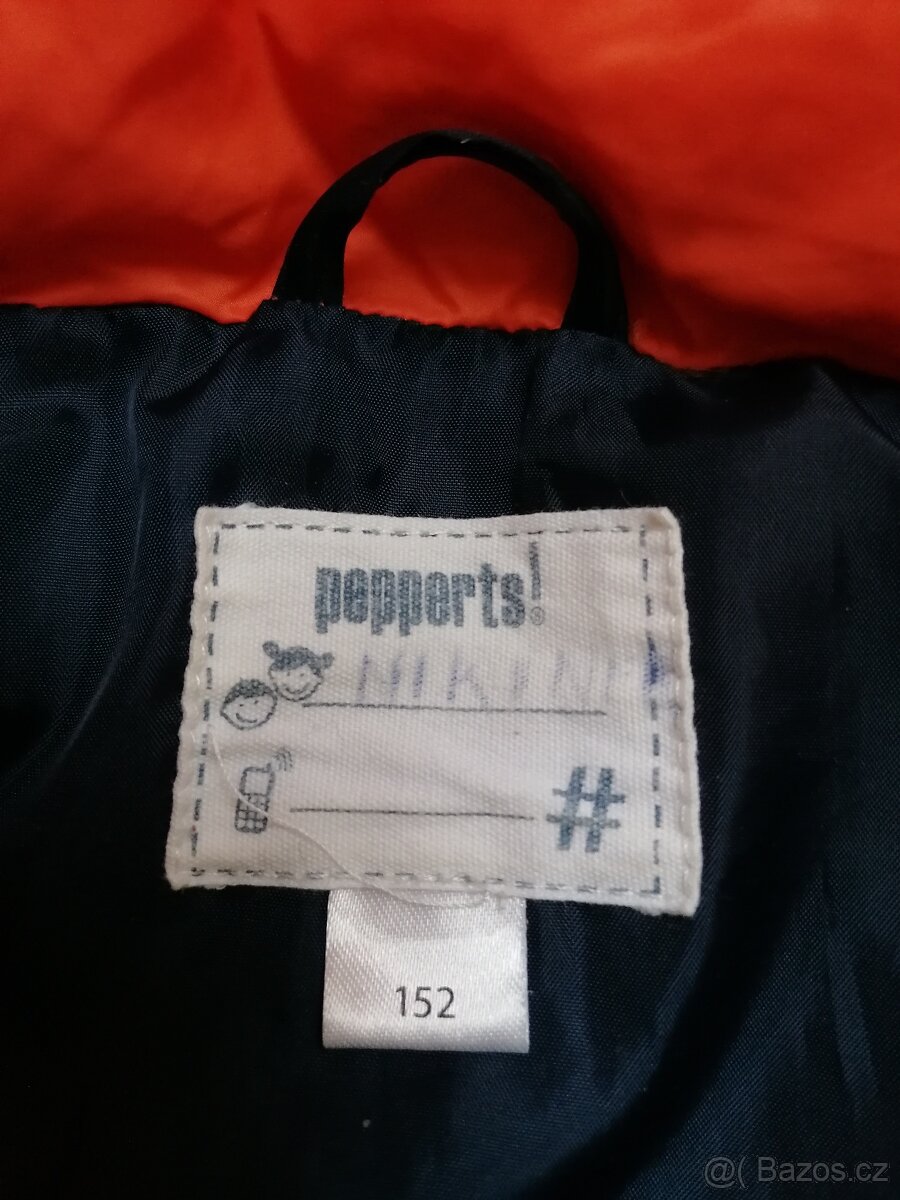 pepperts!
#
152
@( Bazos.cz